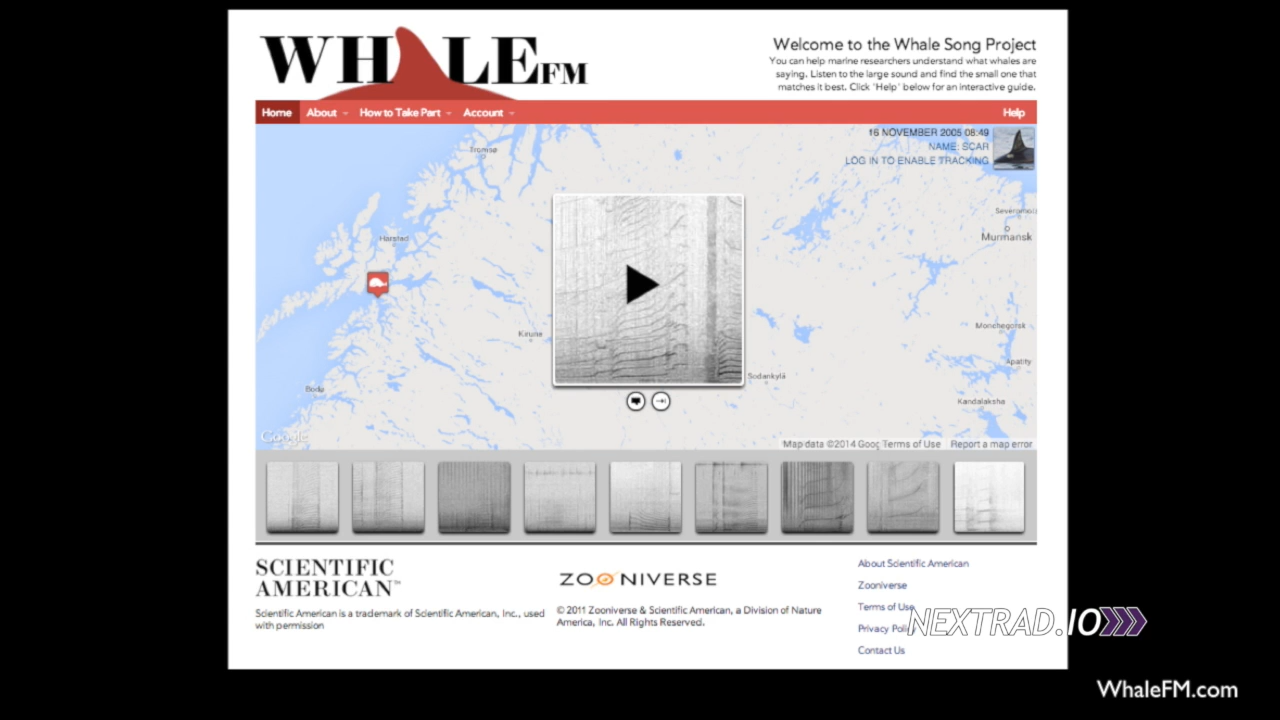 WHALE FM
Welcome to the Whale Song Project
You can help marine researchers understand what whales are
saying. Listen to the large sound and find the small one that
matches it best. Click 'Help' below for an interactive guide.
Home About How to Take Part Account Help
16 NOVEMBER 2005 08:49
NAME: SCAR
LOG IN TO ENABLE TRACKING
Tromsø
Harstad
Murmansk
Kiruna
Monchegorsk
Apatity
Sodankylä
Bodø
Kandalaksha
Google
Map data ©2014 Goog Terms of Use Report a map error
SCIENTIFIC
AMERICAN™
Scientific American is a trademark of Scientific American, Inc., used
with permission
ZOONIVERSE
© 2011 Zooniverse & Scientific American, a Division of Nature
America, Inc. All Rights Reserved.
About Scientific American
Zooniverse
Terms of Use
Privacy Poli
Contact Us
NEXTRAD.IO
WhaleFM.com